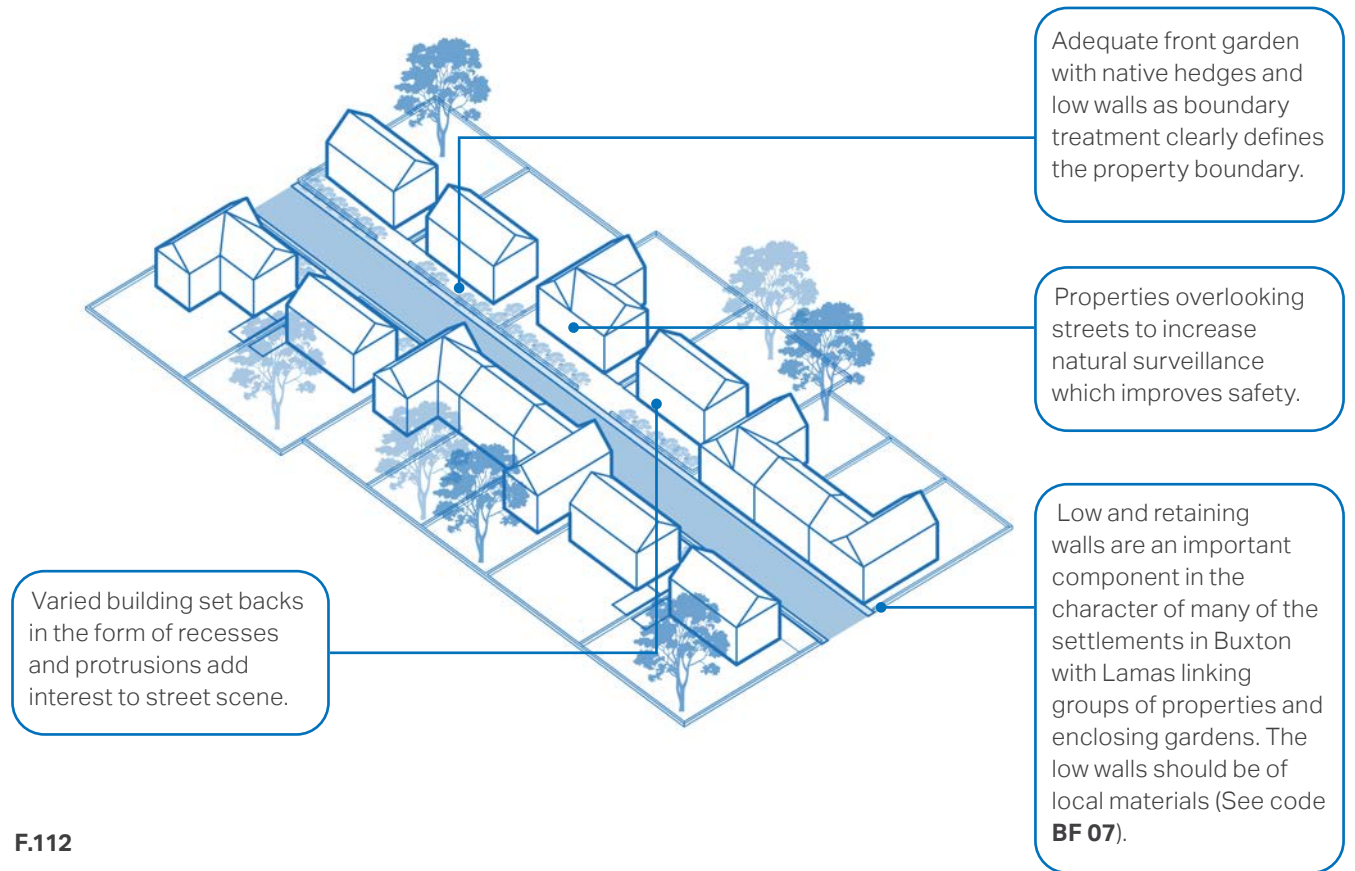 Adequate front garden
with native hedges and
low walls as boundary
treatment clearly defines
the property boundary.
Properties overlooking
streets to increase
natural surveillance
which improves safety.
Low and retaining
walls are an important
component in the
character of many of the
settlements in Buxton
with Lamas linking
groups of properties and
enclosing gardens. The
low walls should be of
local materials (See code
BF 07).
Varied building set backs
in the form of recesses
and protrusions add
interest to street scene.
F.112